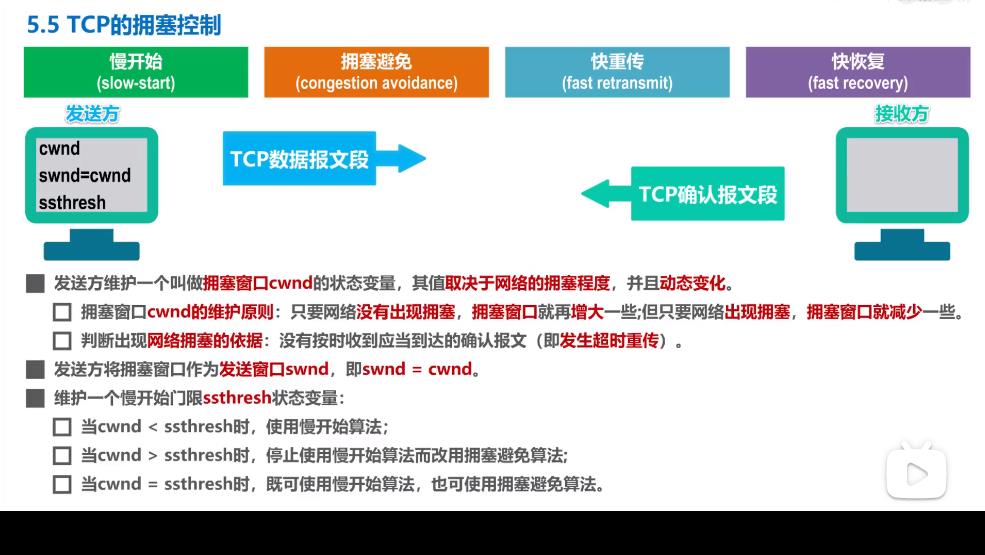 5.5 TCP的拥塞控制
慢开始
(slow-start)
拥塞避免
(congestion avoidance)
快重传
(fast retransmit)
快恢复
(fast recovery)
发送方
接收方
cwnd
swnd=cwnd
ssthresh
TCP数据报文段
TCP确认报文段
发送方维护一个叫做拥塞窗口cwnd的状态变量，其值取决于网络的拥塞程度，并且动态变化。
拥塞窗口cwnd的维护原则：只要网络没有出现拥塞，拥塞窗口就再增大一些;但只要网络出现拥塞，拥塞窗口就减少一些。
判断出现网络拥塞的依据：没有按时收到应当到达的确认报文（即发生超时重传）。
发送方将拥塞窗口作为发送窗口swnd，即swnd = cwnd。
维护一个慢开始门限ssthresh状态变量：
当cwnd < ssthresh时，使用慢开始算法；
当cwnd > ssthresh时，停止使用慢开始算法而改用拥塞避免算法;
当cwnd = ssthresh时，既可使用慢开始算法，也可使用拥塞避免算法。